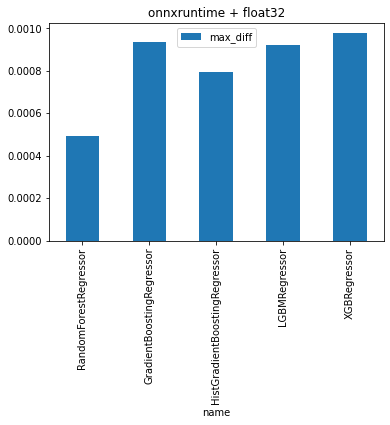 onnxruntime + float32
max_diff
0.0010
0.0008
0.0006
0.0004
0.0002
0.0000
RandomForestRegressor
GradientBoostingRegressor
HistGradientBoostingRegressor
LGBMRegressor
XGBRegressor
name